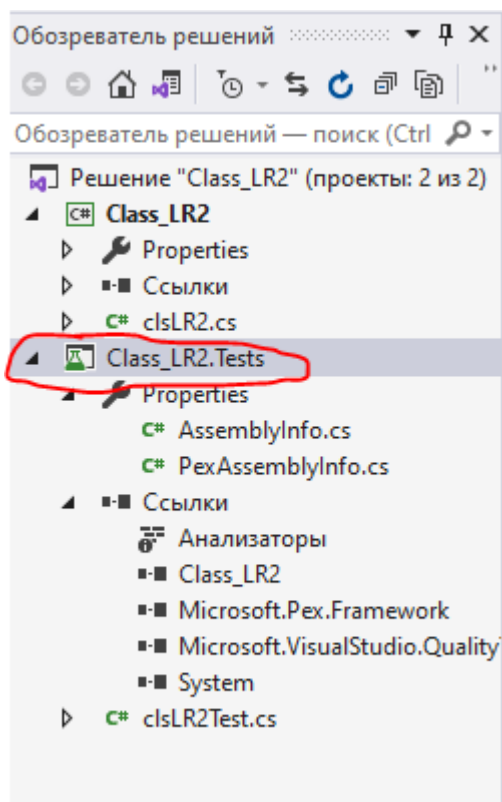 Обозреватель решений
Обозреватель решений — поиск (Ctrl
Решение "Class_LR2" (проекты: 2 из 2)
C# Class_LR2
Properties
Ссылки
C# clsLR2.cs
Class_LR2.Tests
Properties
C# AssemblyInfo.cs
C# PexAssemblyInfo.cs
Ссылки
Анализаторы
Class_LR2
Microsoft.Pex.Framework
Microsoft.VisualStudio.Quality
System
C# clsLR2Test.cs